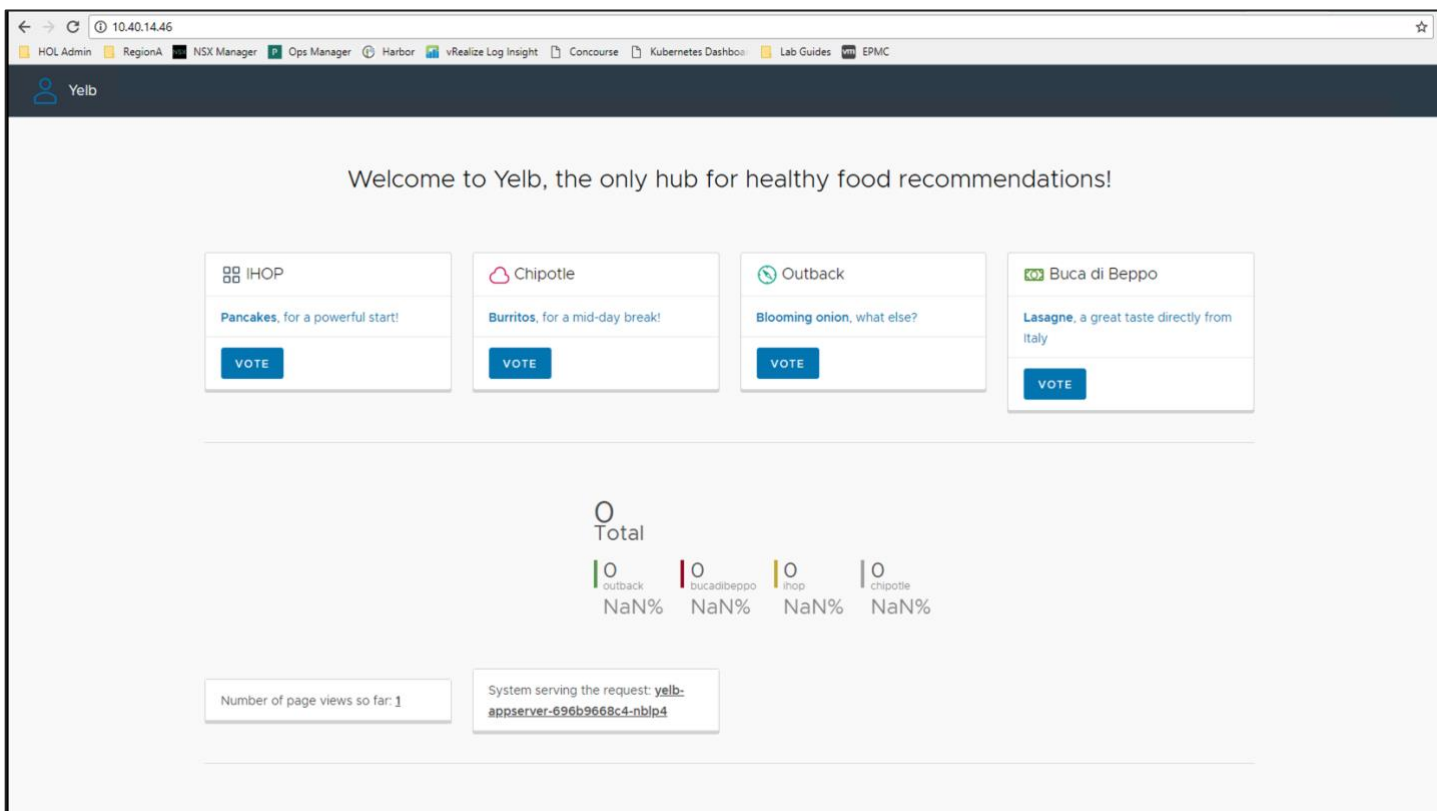 10.40.14.46
HOL Admin RegionA NSX NSX Manager P Ops Manager Harbor vRealize Log Insight Concourse Kubernetes Dashboa Lab Guides vm EPMC
Yelb
Welcome to Yelb, the only hub for healthy food recommendations!
IHOP
Pancakes, for a powerful start!
VOTE
Chipotle
Burritos, for a mid-day break!
VOTE
Outback
Blooming onion, what else?
VOTE
Buca di Beppo
Lasagne, a great taste directly from
Italy
VOTE
0
Total
0 0 0 0
outback bucadibeppo ihop chipotle
NaN% NaN% NaN% NaN%
Number of page views so far: 1
System serving the request: yelb-
appserver-696b9668c4-nblp4